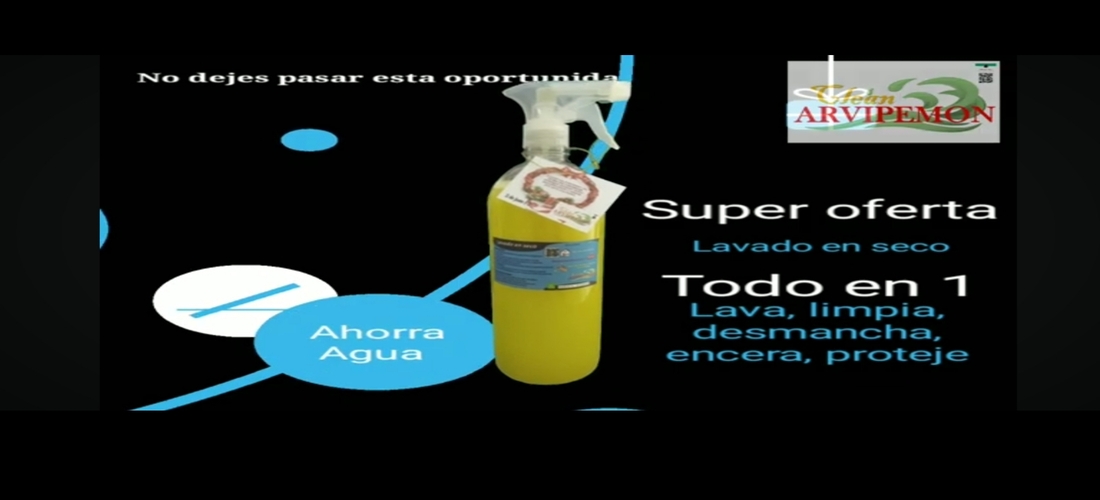 No dejes pasar esta oportunida
Clean
ARVIPEMON
Super oferta
Lavado en seco
Todo en 1
Lava, limpia,
desmancha,
encera, proteje
Ahorra
Agua